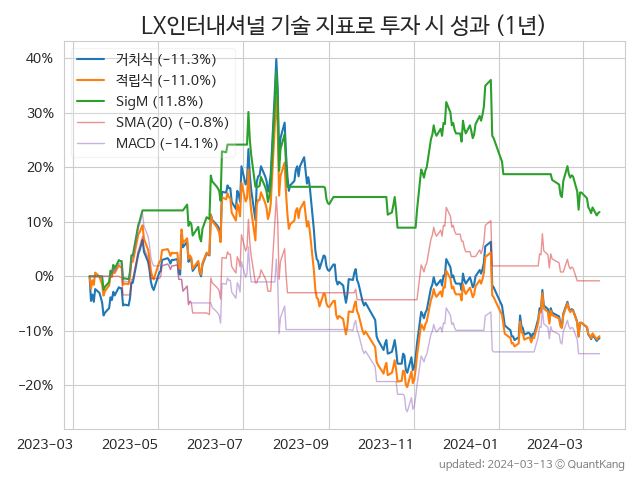 LX인터내셔널 기술 지표로 투자 시 성과 (1년)
거치식 (−11.3%)
적립식 (−11.0%)
SigM (11.8%)
SMA(20) (−0.8%)
MACD (−14.1%)
40%
30%
20%
10%
0%
−10%
−20%
2023−03 2023−05 2023−07 2023−09 2023−11 2024−01 2024−03
updated: 2024−03−13 ⓒ QuantKang